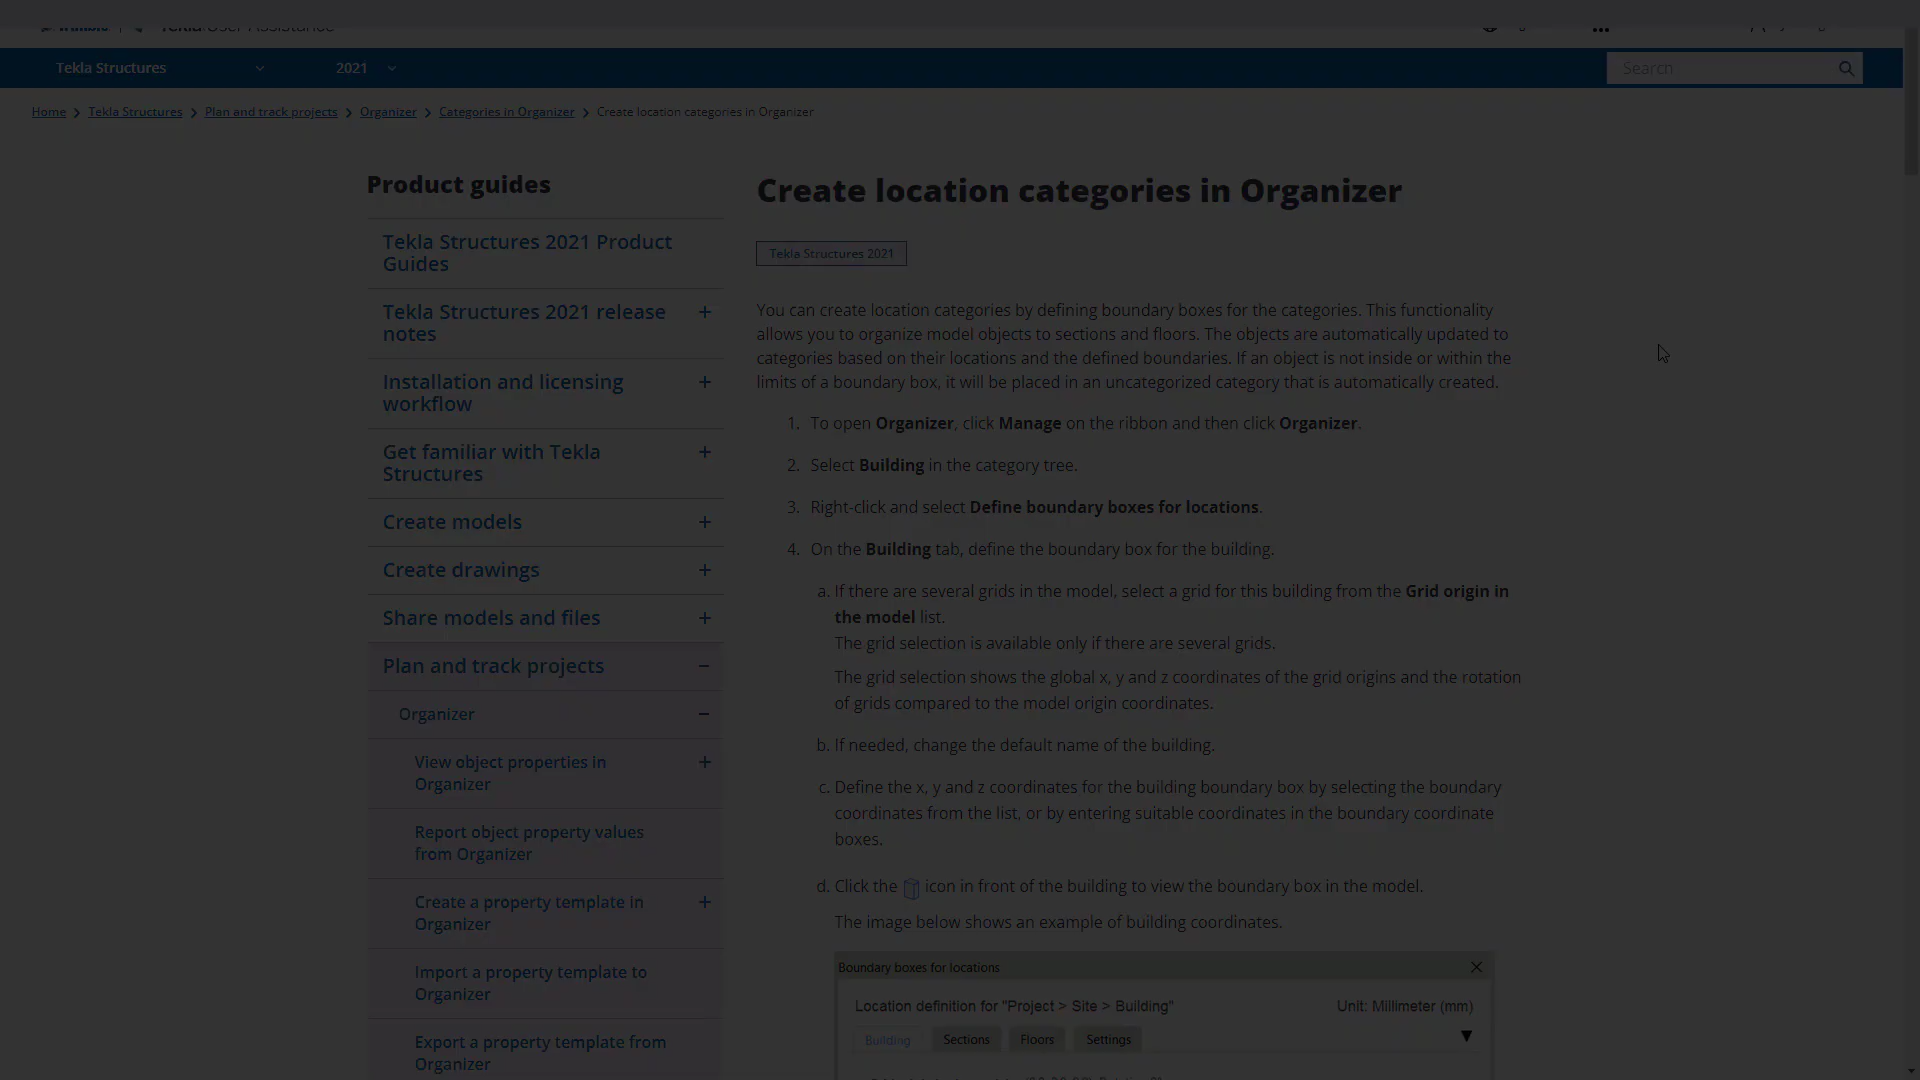 Tekla User Assistance
Tekla Structures
2021
Search
Home > Tekla Structures > Plan and track projects > Organizer > Categories in Organizer > Create location categories in Organizer
Product guides
Tekla Structures 2021 Product
Guides
Tekla Structures 2021 release
notes
Installation and licensing
workflow
Get familiar with Tekla
Structures
Create models
Create drawings
Share models and files
Plan and track projects
Organizer
View object properties in
Organizer
Report object property values
from Organizer
Create a property template in
Organizer
Import a property template to
Organizer
Export a property template from
Organizer
Create location categories in Organizer
Tekla Structures 2021
You can create location categories by defining boundary boxes for the categories. This functionality
allows you to organize model objects to sections and floors. The objects are automatically updated to
categories based on their locations and the defined boundaries. If an object is not inside or within the
limits of a boundary box, it will be placed in an uncategorized category that is automatically created.
1. To open Organizer, click Manage on the ribbon and then click Organizer.
2. Select Building in the category tree.
3. Right-click and select Define boundary boxes for locations.
4. On the Building tab, define the boundary box for the building.
a. If there are several grids in the model, select a grid for this building from the Grid origin in
the model list.
The grid selection is available only if there are several grids.
The grid selection shows the global x, y and z coordinates of the grid origins and the rotation
of grids compared to the model origin coordinates.
b. If needed, change the default name of the building.
c. Define the x, y and z coordinates for the building boundary box by selecting the boundary
coordinates from the list, or by entering suitable coordinates in the boundary coordinate
boxes.
d. Click the icon in front of the building to view the boundary box in the model.
The image below shows an example of building coordinates.
Boundary boxes for locations
Location definition for "Project > Site > Building"
Unit: Millimeter (mm)
Building
Sections
Floors
Settings